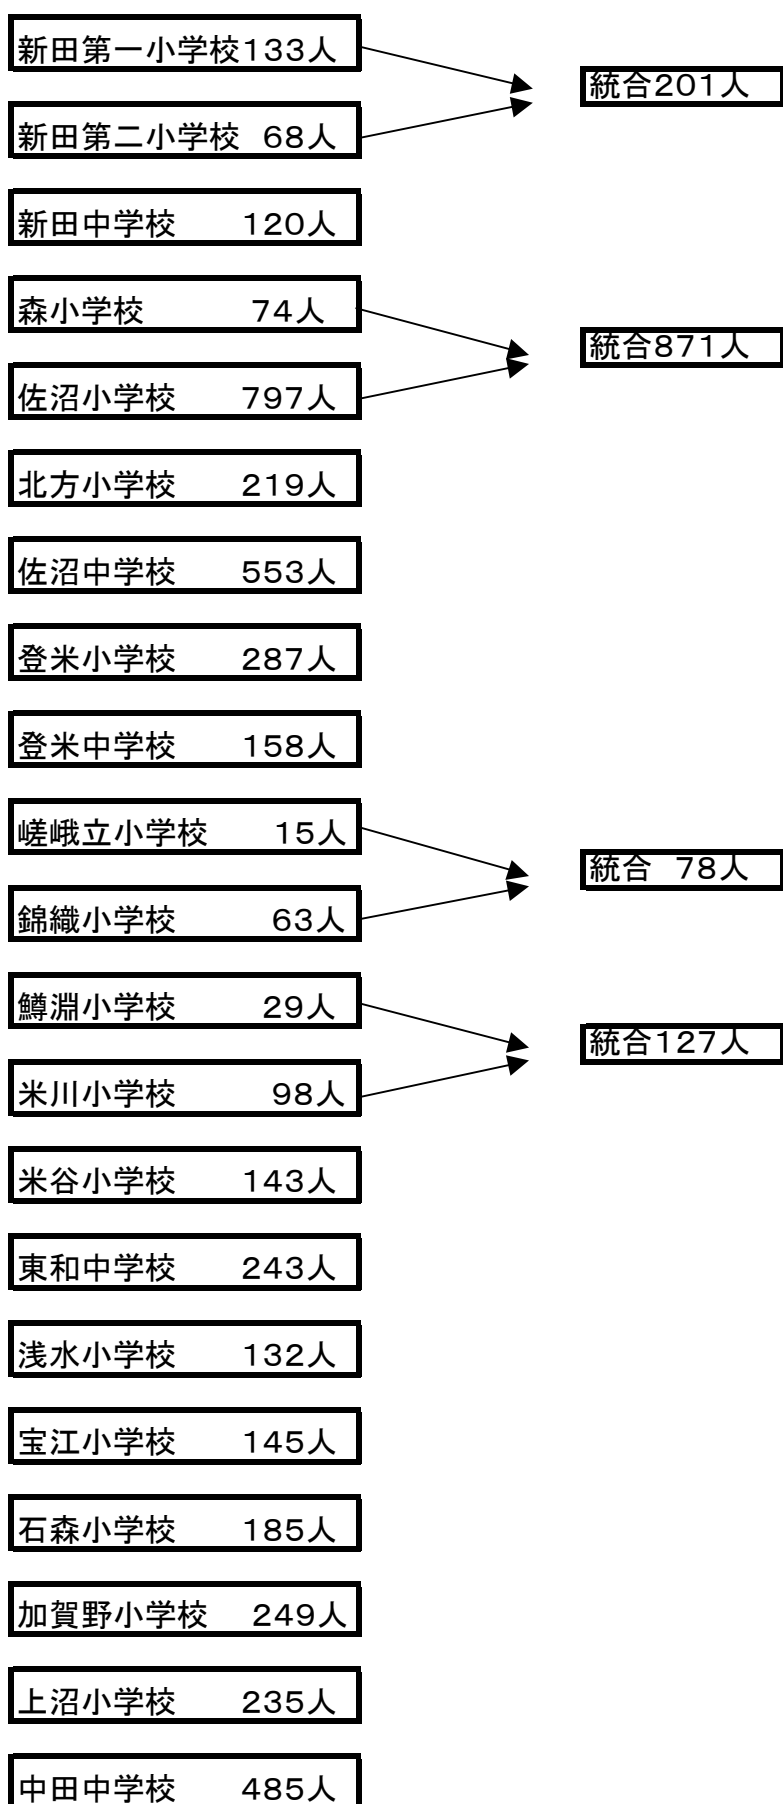 新田第一小学校133人
統合201人
新田第二小学校 68人
新田中学校 120人
森小学校 74人
統合871人
佐沼小学校 797人
北方小学校 219人
佐沼中学校 553人
登米小学校 287人
登米中学校 158人
嵯峨立小学校 15人
統合 78人
錦織小学校 63人
鱒淵小学校 29人
統合127人
米川小学校 98人
米谷小学校 143人
東和中学校 243人
浅水小学校 132人
宝江小学校 145人
石森小学校 185人
加賀野小学校 249人
上沼小学校 235人
中田中学校 485人